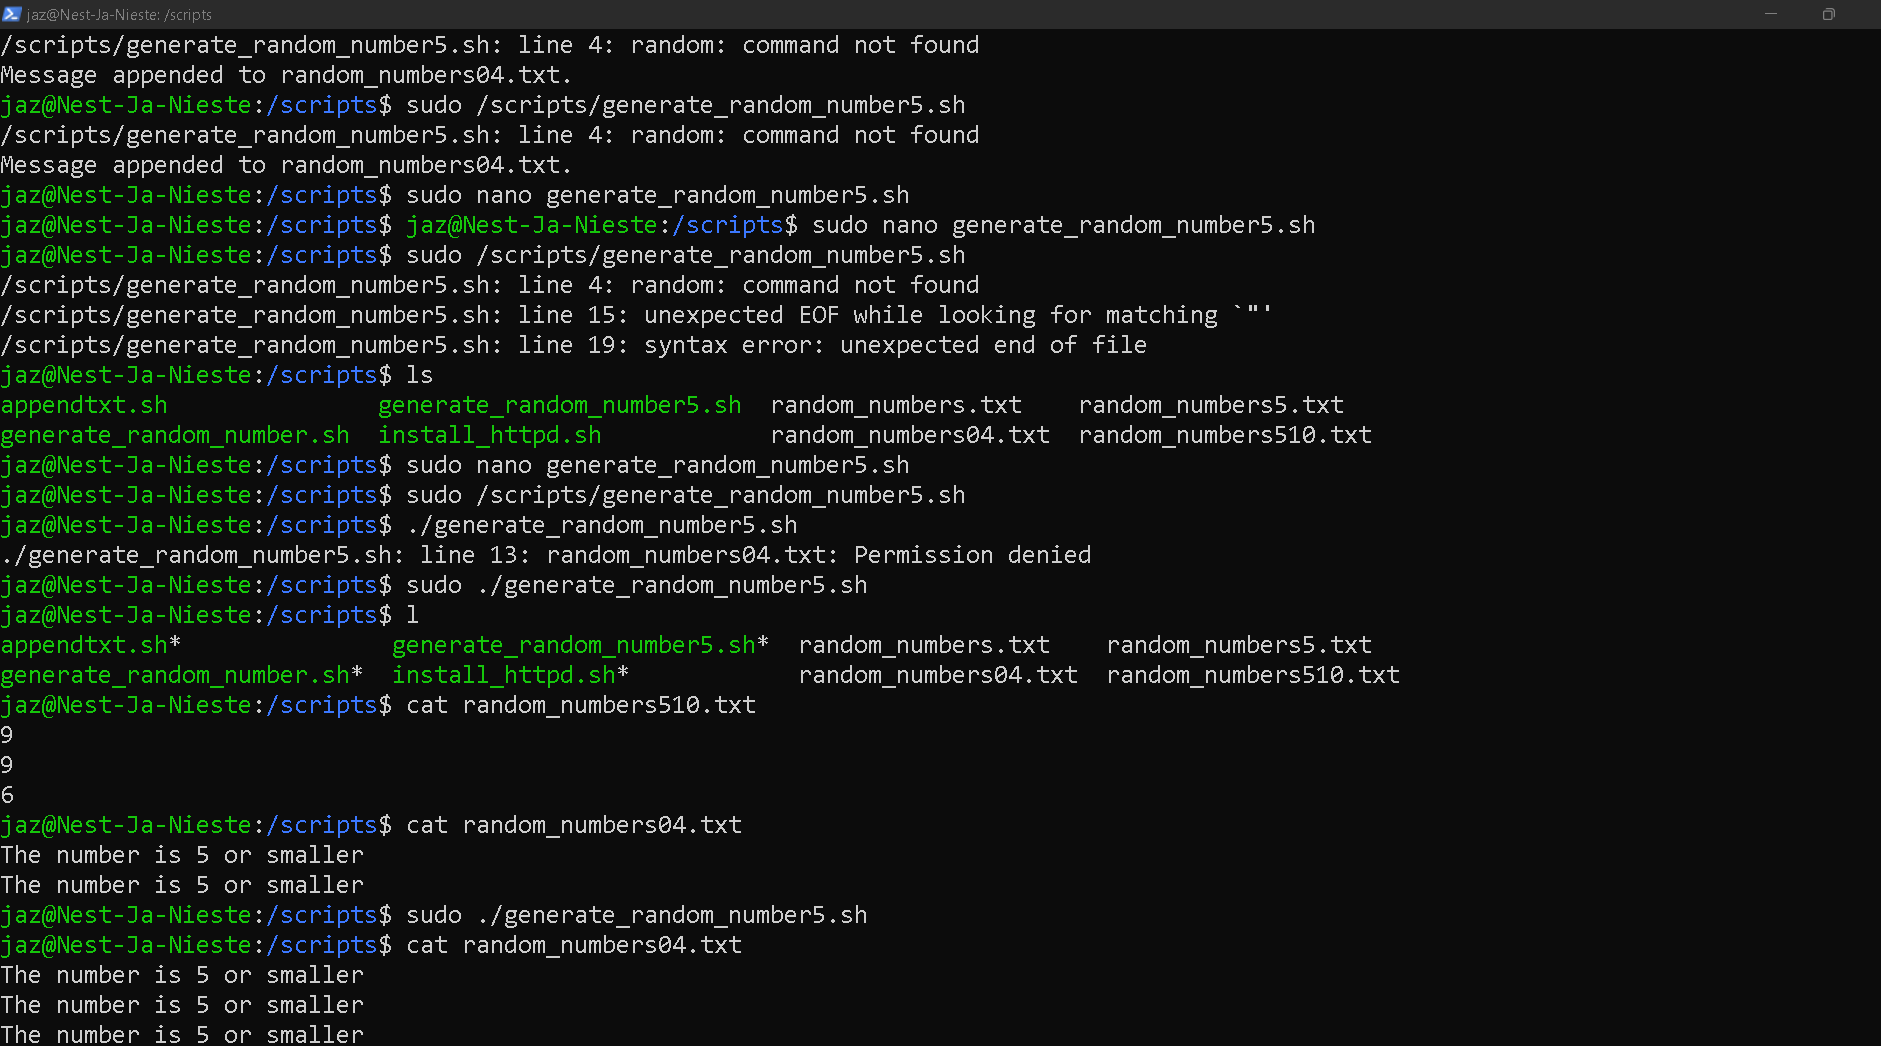 jaz@Nest-Ja-Nieste: /scripts
/scripts/generate_random_number5.sh: line 4: random: command not found
Message appended to random_numbers04.txt.
jaz@Nest-Ja-Nieste:/scripts$ sudo /scripts/generate_random_number5.sh
/scripts/generate_random_number5.sh: line 4: random: command not found
Message appended to random_numbers04.txt.
jaz@Nest-Ja-Nieste:/scripts$ sudo nano generate_random_number5.sh
jaz@Nest-Ja-Nieste:/scripts$ jaz@Nest-Ja-Nieste:/scripts$ sudo nano generate_random_number5.sh
jaz@Nest-Ja-Nieste:/scripts$ sudo /scripts/generate_random_number5.sh
/scripts/generate_random_number5.sh: line 4: random: command not found
/scripts/generate_random_number5.sh: line 15: unexpected EOF while looking for matching `"'
/scripts/generate_random_number5.sh: line 19: syntax error: unexpected end of file
jaz@Nest-Ja-Nieste:/scripts$ ls
appendtxt.sh generate_random_number5.sh random_numbers.txt random_numbers5.txt
generate_random_number.sh install_httpd.sh random_numbers04.txt random_numbers510.txt
jaz@Nest-Ja-Nieste:/scripts$ sudo nano generate_random_number5.sh
jaz@Nest-Ja-Nieste:/scripts$ sudo /scripts/generate_random_number5.sh
jaz@Nest-Ja-Nieste:/scripts$ ./generate_random_number5.sh
./generate_random_number5.sh: line 13: random_numbers04.txt: Permission denied
jaz@Nest-Ja-Nieste:/scripts$ sudo ./generate_random_number5.sh
jaz@Nest-Ja-Nieste:/scripts$ l
appendtxt.sh* generate_random_number5.sh* random_numbers.txt random_numbers5.txt
generate_random_number.sh* install_httpd.sh* random_numbers04.txt random_numbers510.txt
jaz@Nest-Ja-Nieste:/scripts$ cat random_numbers510.txt
9
9
6
jaz@Nest-Ja-Nieste:/scripts$ cat random_numbers04.txt
The number is 5 or smaller
The number is 5 or smaller
jaz@Nest-Ja-Nieste:/scripts$ sudo ./generate_random_number5.sh
jaz@Nest-Ja-Nieste:/scripts$ cat random_numbers04.txt
The number is 5 or smaller
The number is 5 or smaller
The number is 5 or smaller